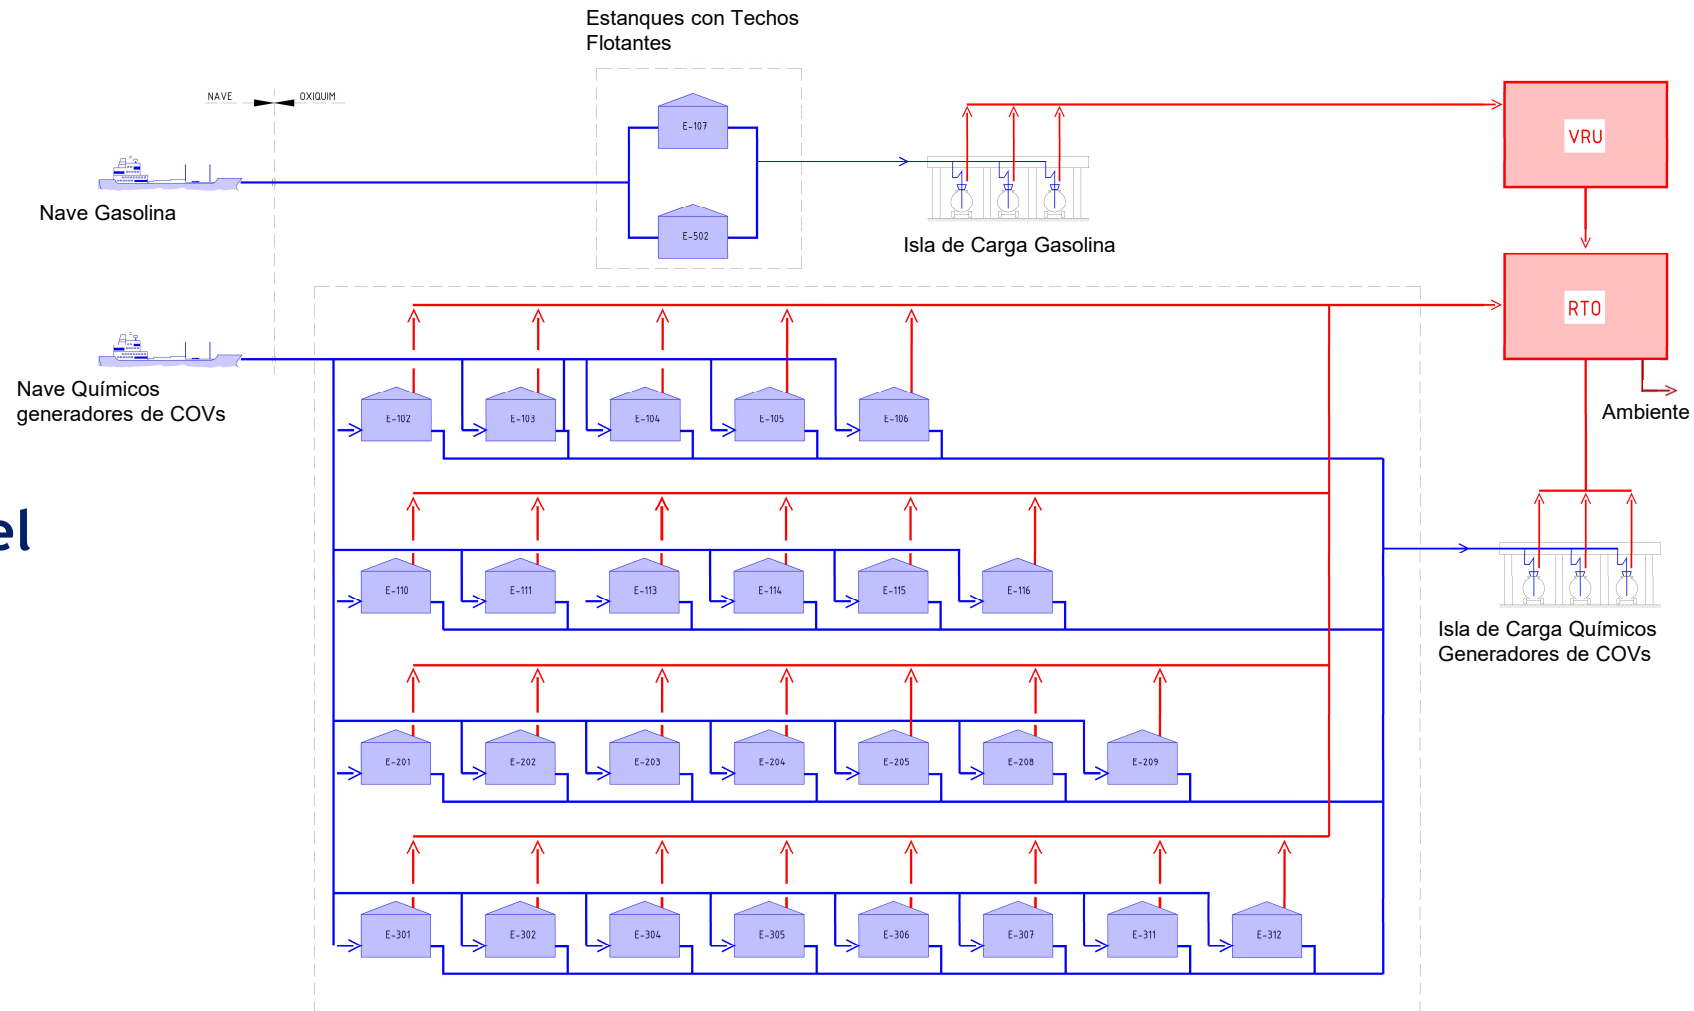 Estanques con Techos
Flotantes
NAVE
OXIQUIM
E-107
VRU
Nave Gasolina
E-502
Isla de Carga Gasolina
RTO
Nave Químicos
generadores de COVs
Ambiente
E-102
E-103
E-104
E-105
E-106
el
E-110
E-111
E-113
E-114
E-115
E-116
Isla de Carga Químicos
Generadores de COVs
E-201
E-202
E-203
E-204
E-205
E-208
E-209
E-301
E-302
E-304
E-305
E-306
E-307
E-311
E-312